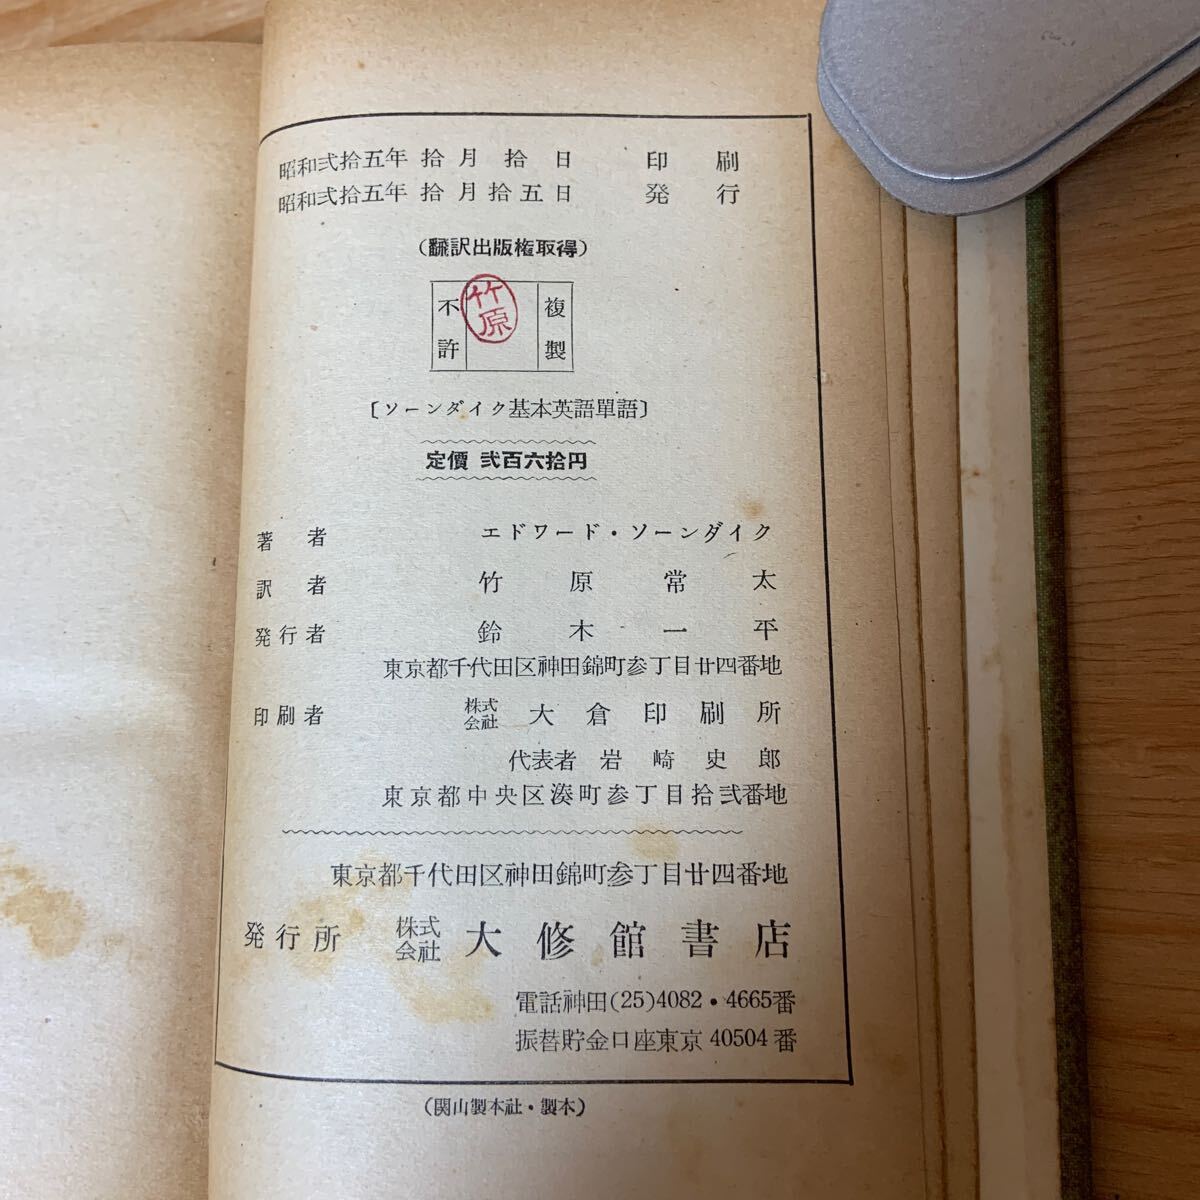 昭和弐拾五年 拾月 拾 日 印 刷
昭和弐拾五年 拾月拾五日 発 行
(飜訳出版権取得)
不許 竹原 複製
〔ソーンダイク基本英語單語〕
定價 弐百六拾円
著 者 エドワード・ソーンダイク
訳 者 竹 原 常 太
発行者 鈴 木 一 平
東京都千代田区神田錦町参丁目廿四番地
印刷者 株式会社 大倉印刷所
代表者 岩 崎 史 郎
東京都中央区湊町参丁目拾弐番地
東京都千代田区神田錦町参丁目廿四番地
発行所 株式会社 大修館書店
電話神田(25)4082・4665番
振替貯金口座東京 40504 番
(関山製本社・製本)